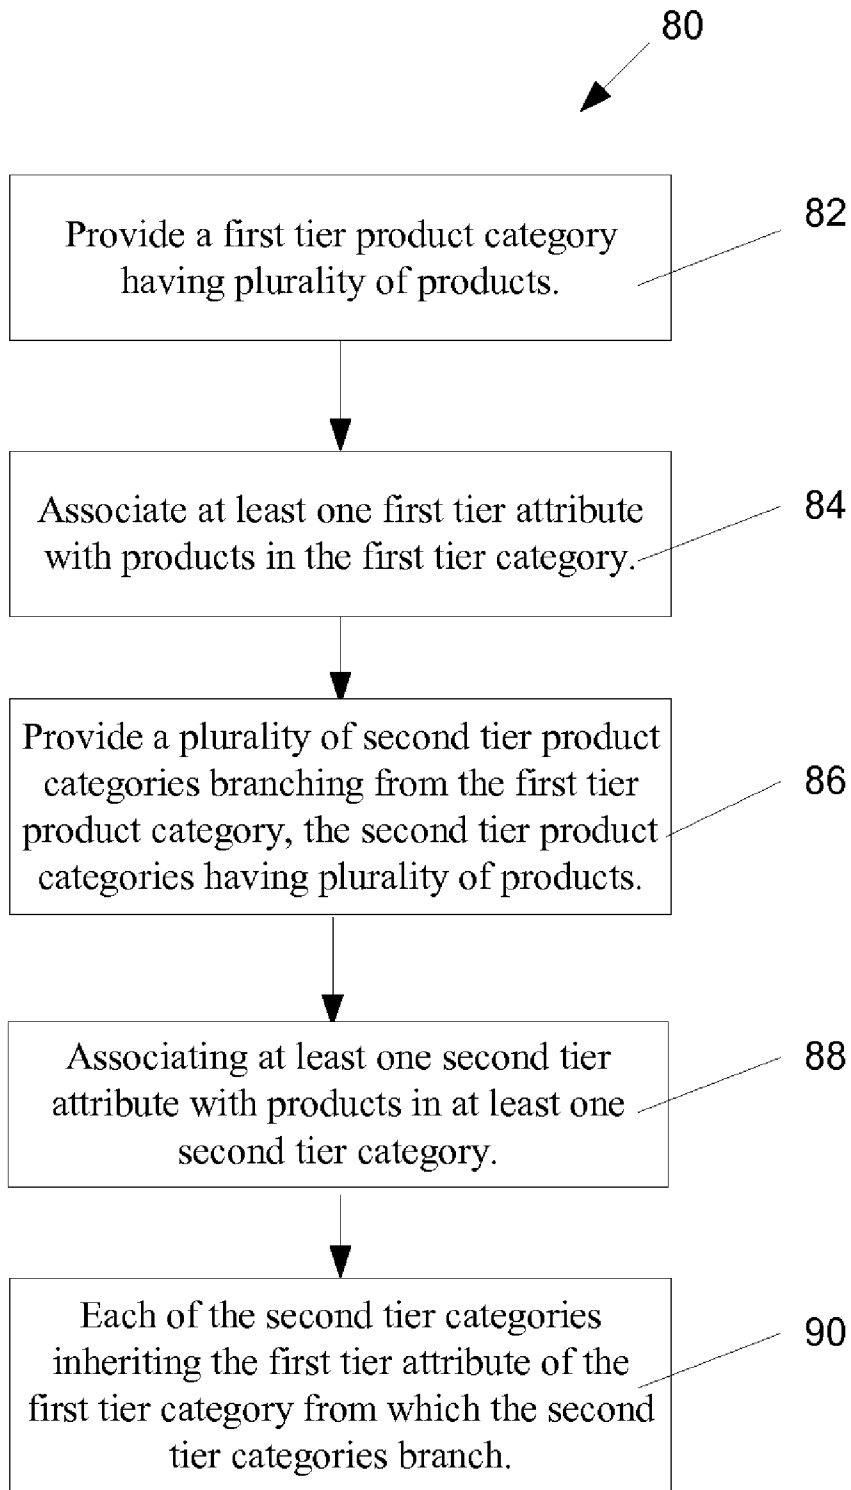 80
Provide a first tier product category
having plurality of products.
82
Associate at least one first tier attribute
with products in the first tier category.
84
Provide a plurality of second tier product
categories branching from the first tier
product category, the second tier product
categories having plurality of products.
86
Associating at least one second tier
attribute with products in at least one
second tier category.
88
Each of the second tier categories
inheriting the first tier attribute of the
first tier category from which the second
tier categories branch.
90